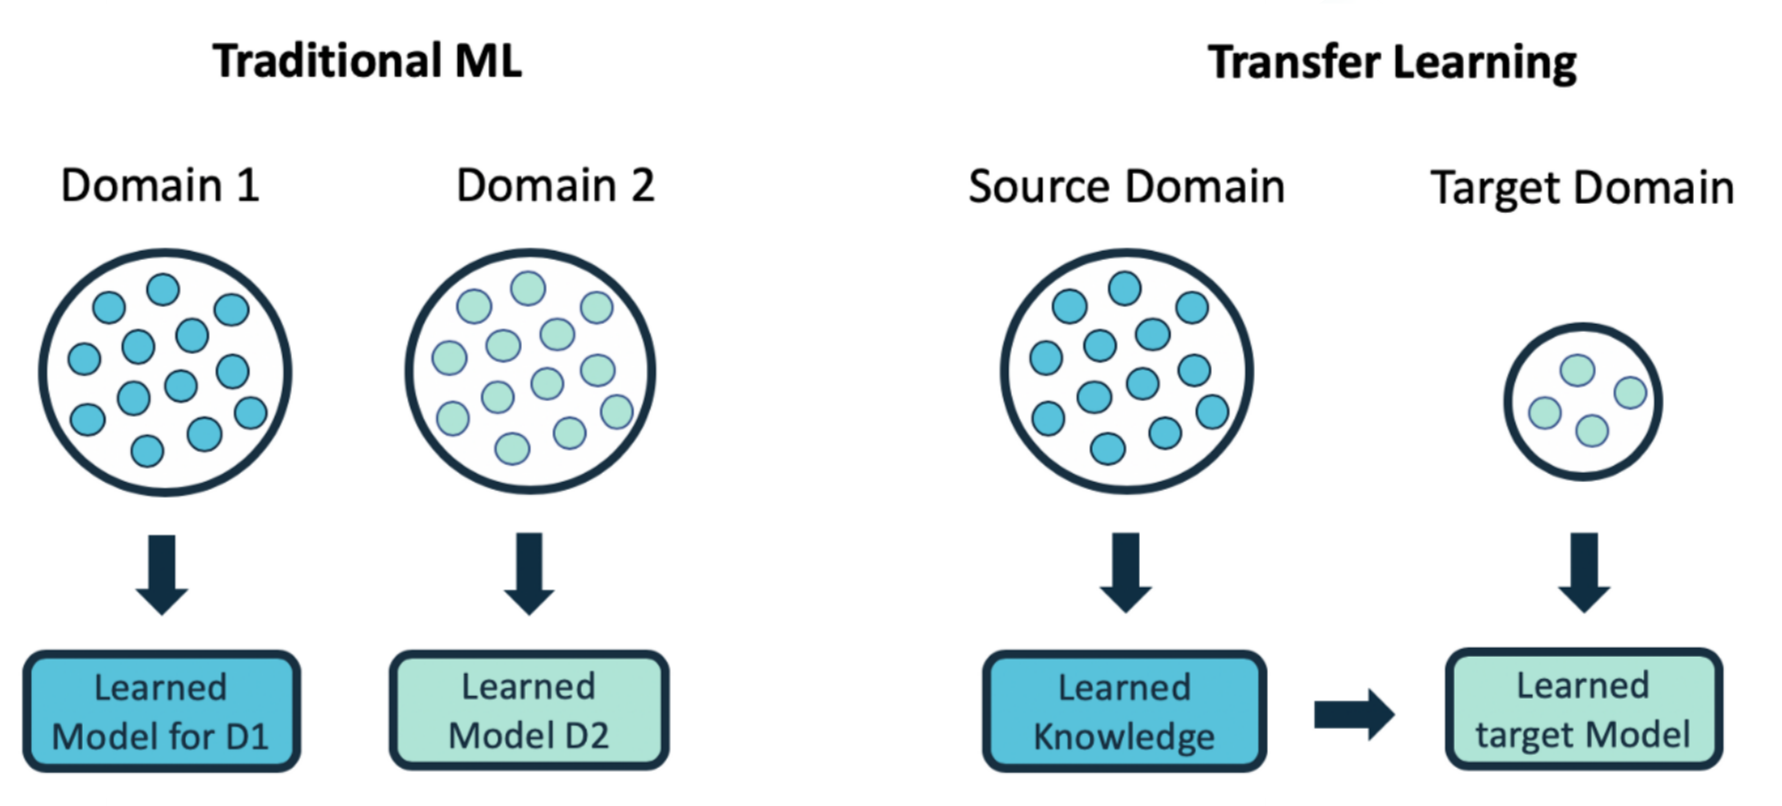 Traditional ML
Transfer Learning
Domain 1
Domain 2
Source Domain
Target Domain
Learned
Model for D1
Learned
Model D2
Learned
Knowledge
Learned
target Model